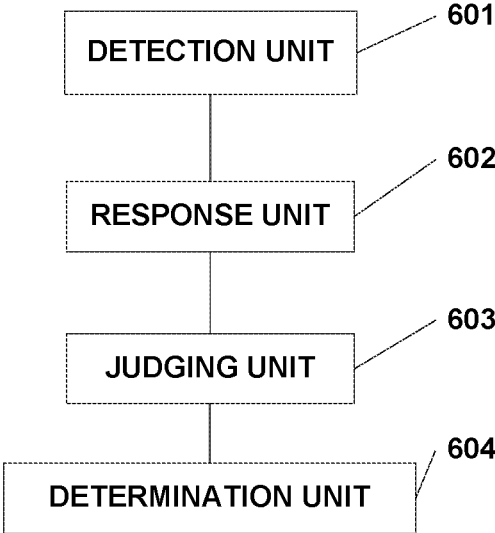 601
DETECTION UNIT
602
RESPONSE UNIT
603
JUDGING UNIT
604
DETERMINATION UNIT